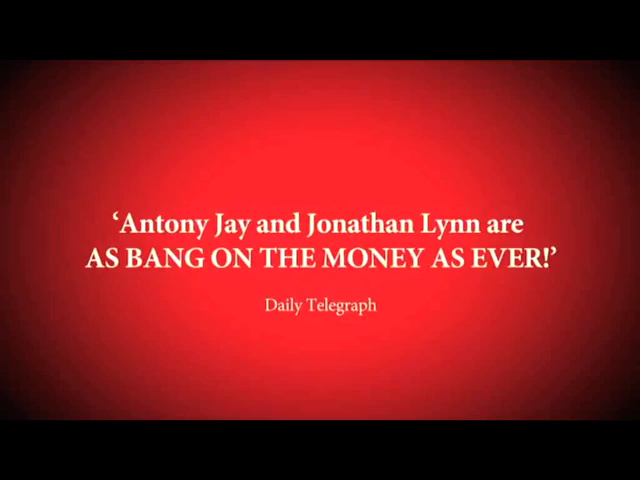 ‘Antony Jay and Jonathan Lynn are
AS BANG ON THE MONEY AS EVER!’
Daily Telegraph